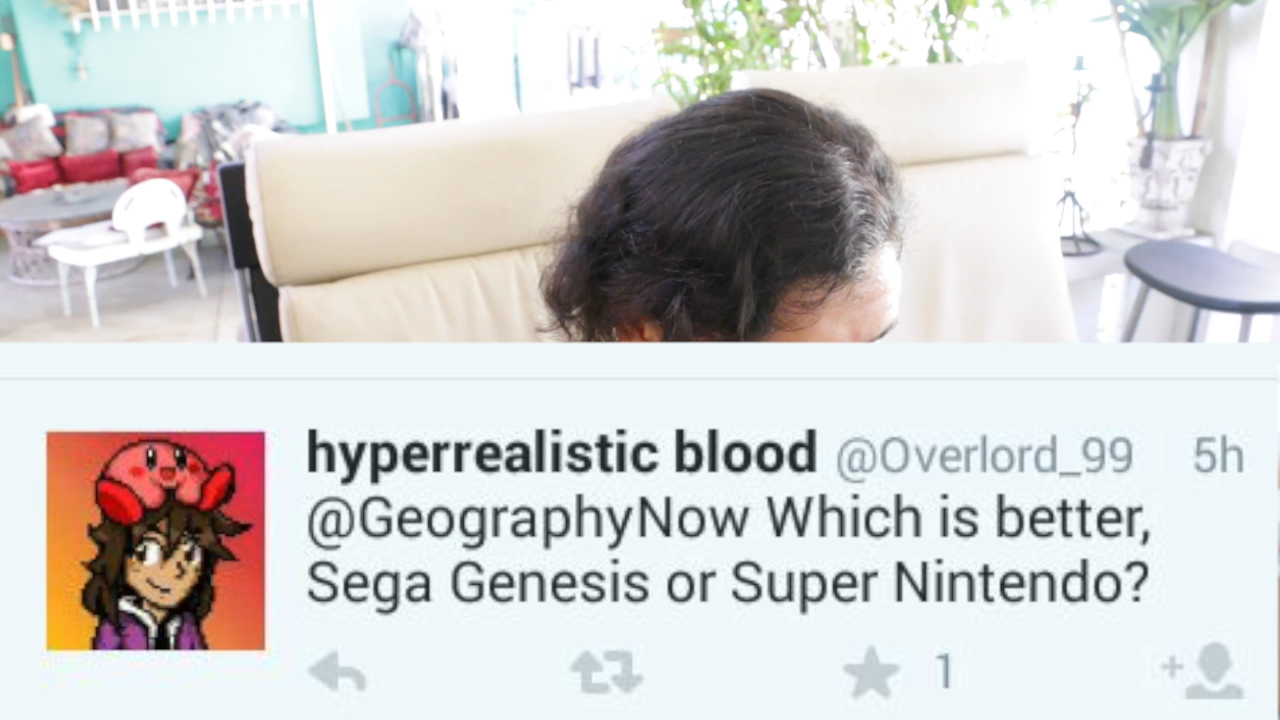 hyperrealistic blood @Overlord_99 5h
@GeographyNow Which is better,
Sega Genesis or Super Nintendo?
1